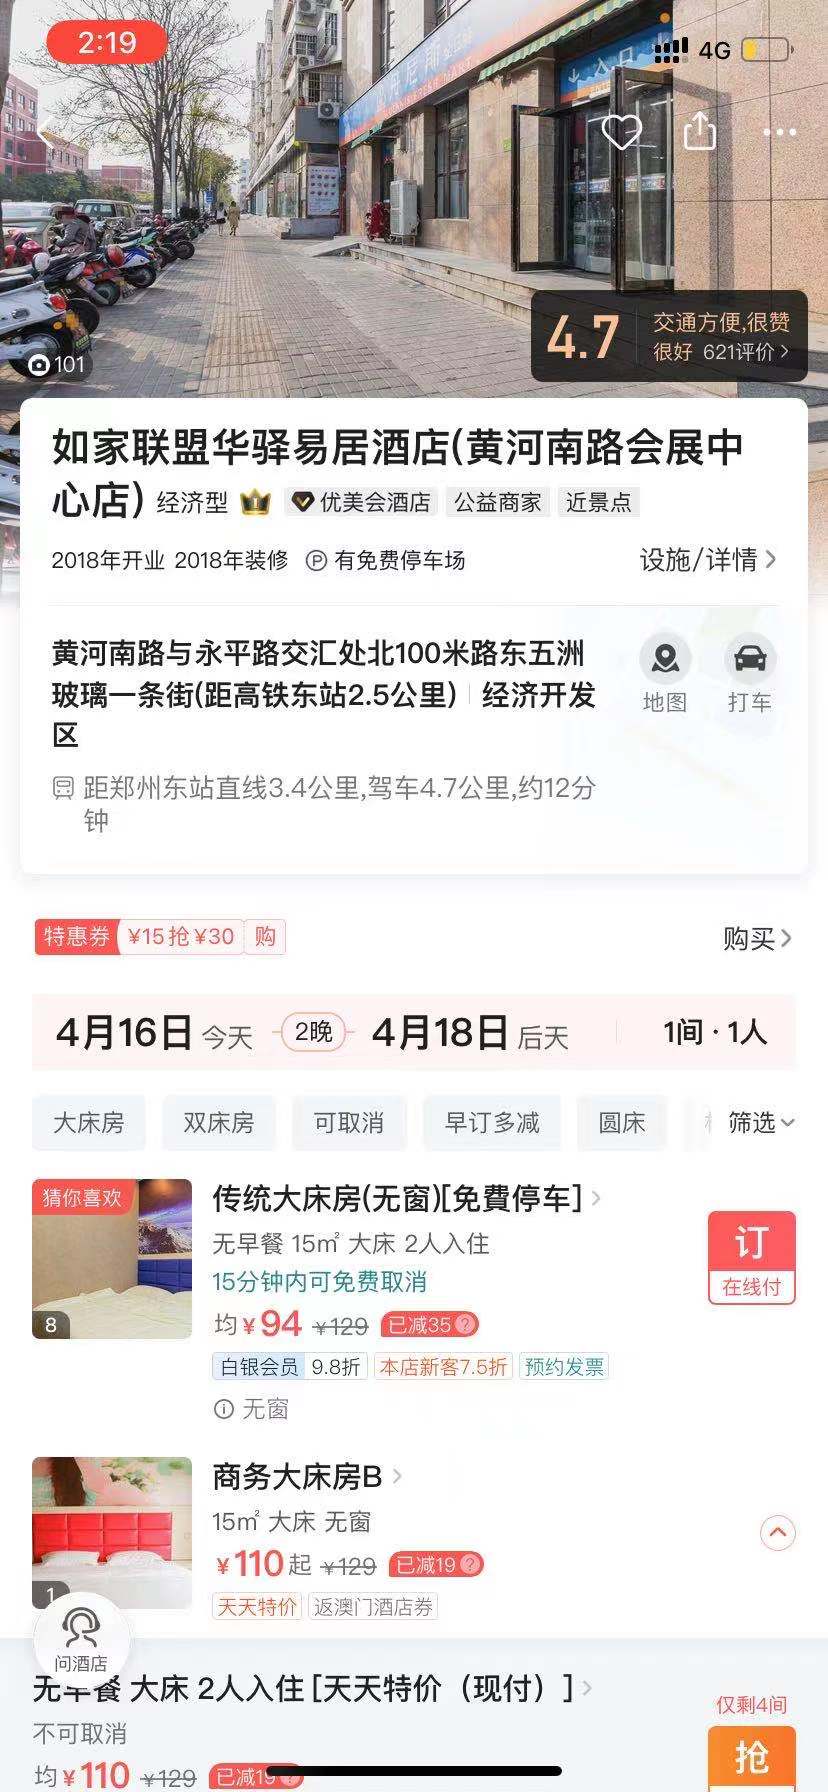 2:19
4G
入口
101
4.7
交通方便,很赞
很好 621评价
如家联盟华驿易居酒店(黄河南路会展中
心店) 经济型 优美会酒店 公益商家 近景点
2018年开业 2018年装修 P 有免费停车场
设施/详情
黄河南路与永平路交汇处北100米路东五洲
玻璃一条街(距高铁东站2.5公里) 经济开发
区
地图
打车
距郑州东站直线3.4公里,驾车4.7公里,约12分
钟
特惠券 ¥15抢¥30 购
购买
4月16日 今天 2晚 4月18日 后天 1间·1人
大床房 双床房 可取消 早订多减 圆床 筛选
猜你喜欢
8
传统大床房(无窗)[免費停车]
无早餐 15㎡ 大床 2人入住
15分钟内可免费取消
均 ¥94 ¥129 已减35
白银会员 9.8折 本店新客7.5折 预约发票
无窗
订
在线付
1
商务大床房B
15㎡ 大床 无窗
¥110起 ¥129 已减19
天天特价 返澳门酒店券
问酒店
无早餐 大床 2人入住 [天天特价（现付）]
不可取消
均 ¥110 ¥129 已减19
仅剩4间
抢